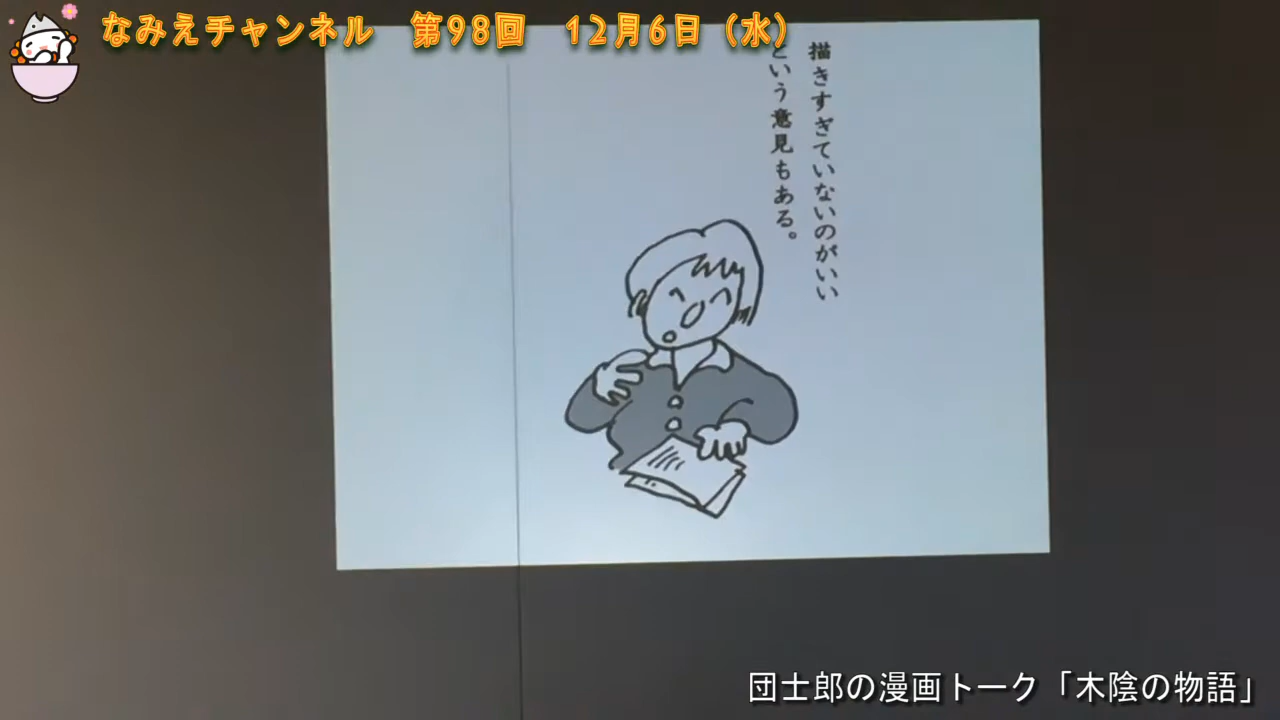 なみえチャンネル　第98回　12月6日（水）
描きすぎていないのがいい
という意見もある。
団士郎の漫画トーク「木陰の物語」